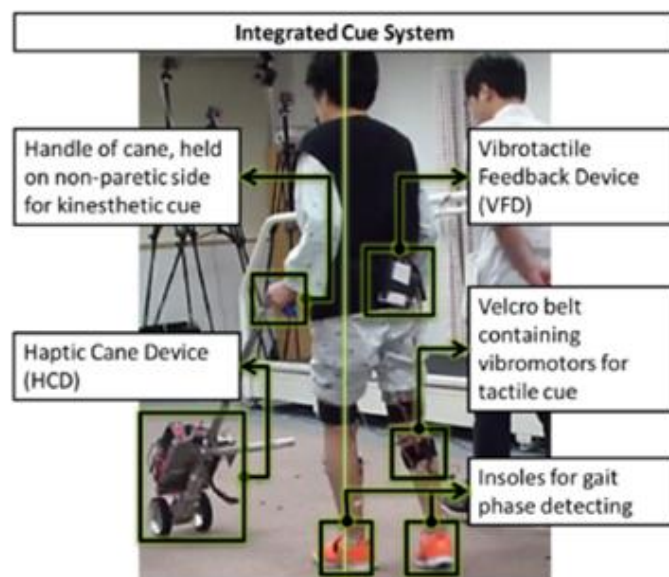 Integrated Cue System
Handle of cane, held
on non-paretic side
for kinesthetic cue
Vibrotactile
Feedback Device
(VFD)
Haptic Cane Device
(HCD)
Velcro belt
containing
vibromotors for
tactile cue
Insoles for gait
phase detecting